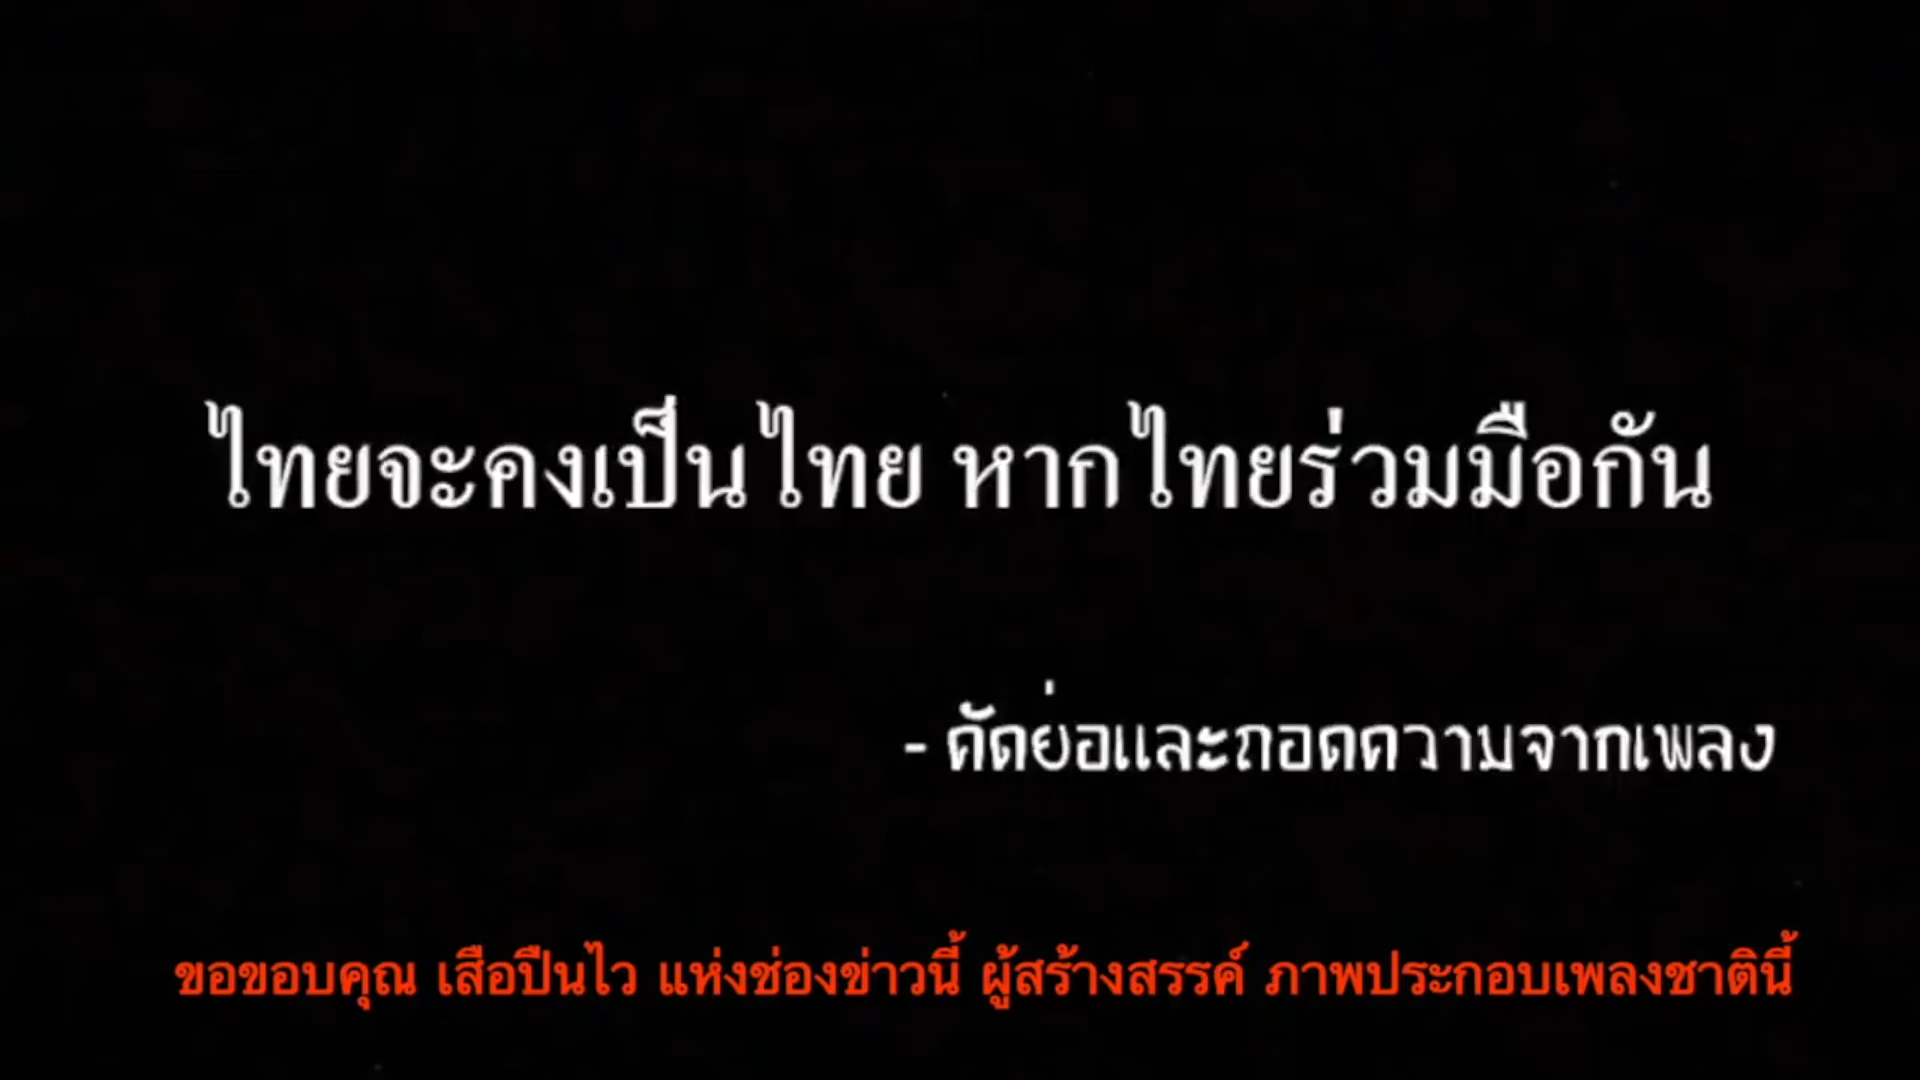 ไทยจะคงเป็นไทย หากไทยร่วมมือกัน
- คัดย่อและถอดความจากเพลง
ขอขอบคุณ เสือปืนไว แห่งช่องข่าวนี้ ผู้สร้างสรรค์ ภาพประกอบเพลงชาตินี้